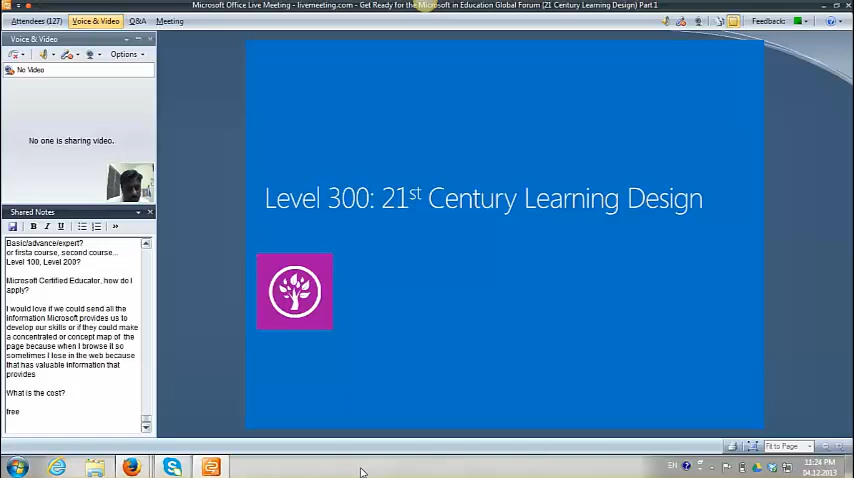 Microsoft Office Live Meeting - livemeeting.com - Get Ready for the Microsoft in Education Global Forum (21 Century Learning Design) Part 1
Attendees (127)
Voice & Video
Q&A
Meeting
Feedback:
Voice & Video
Options
No Video
No one is sharing video.
Shared Notes
B I U
Basic/advance/expert?
or firsta course, second course...
Level 100, Level 200?
Microsoft Certified Educator, how do I
apply?
I would love if we could send all the
information Microsoft provides us to
develop our skills or if they could make
a concentrated or concept map of the
page because when I browse it so
sometimes I lose in the web because
that has valuable information that
provides
What is the cost?
free
Level 300: 21st Century Learning Design
Fit to Page
EN
11:24 PM
04.12.2013